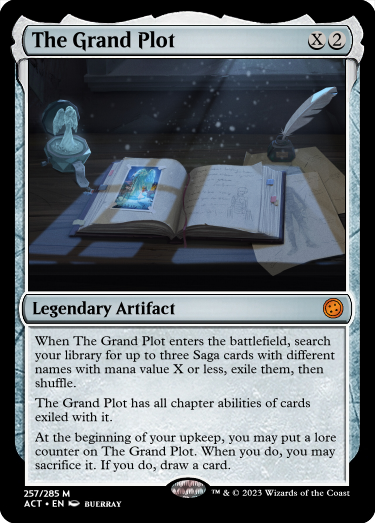 The Grand Plot X 2
Legendary Artifact
When The Grand Plot enters the battlefield, search
your library for up to three Saga cards with different
names with mana value X or less, exile them, then
shuffle.
The Grand Plot has all chapter abilities of cards
exiled with it.
At the beginning of your upkeep, you may put a lore
counter on The Grand Plot. When you do, you may
sacrifice it. If you do, draw a card.
257/285 M
ACT • EN BUERRAY
™ & © 2023 Wizards of the Coast